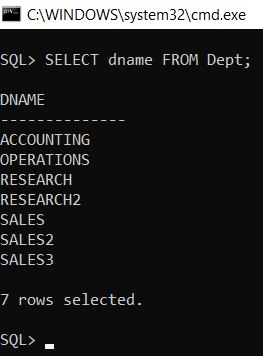 C:\WINDOWS\system32\cmd.exe
SQL> SELECT dname FROM Dept;
DNAME
--------------
ACCOUNTING
OPERATIONS
RESEARCH
RESEARCH2
SALES
SALES2
SALES3
7 rows selected.
SQL>